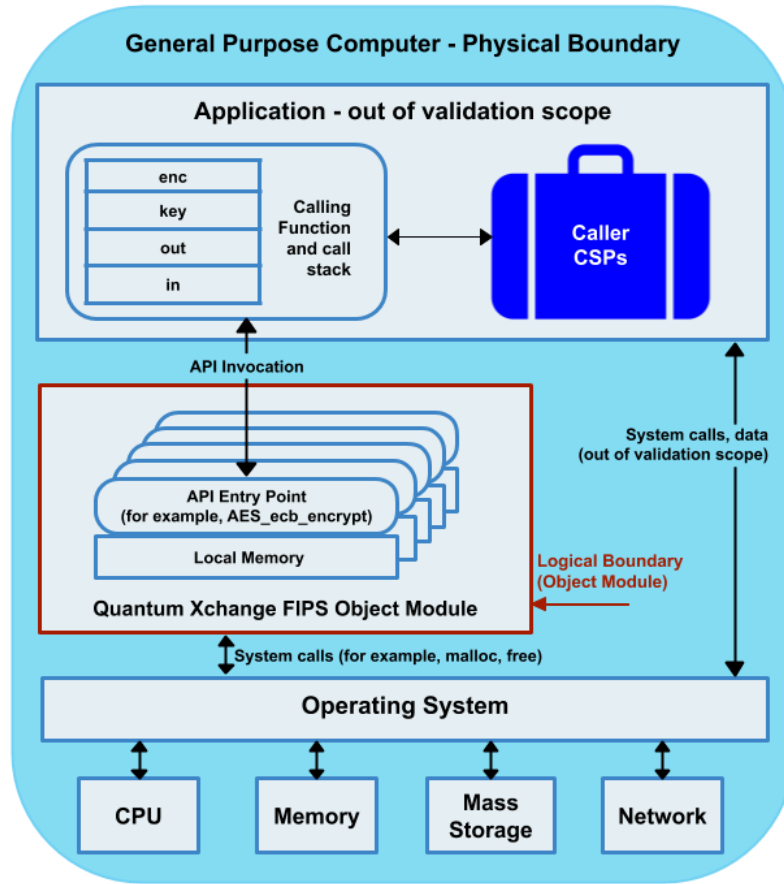 General Purpose Computer - Physical Boundary
Application - out of validation scope
enc
key
out
in
Calling
Function
and call
stack
Caller
CSPs
API Invocation
System calls, data
(out of validation scope)
API Entry Point
(for example, AES_ecb_encrypt)
Local Memory
Logical Boundary
(Object Module)
Quantum Xchange FIPS Object Module
System calls (for example, malloc, free)
Operating System
CPU
Memory
Mass
Storage
Network